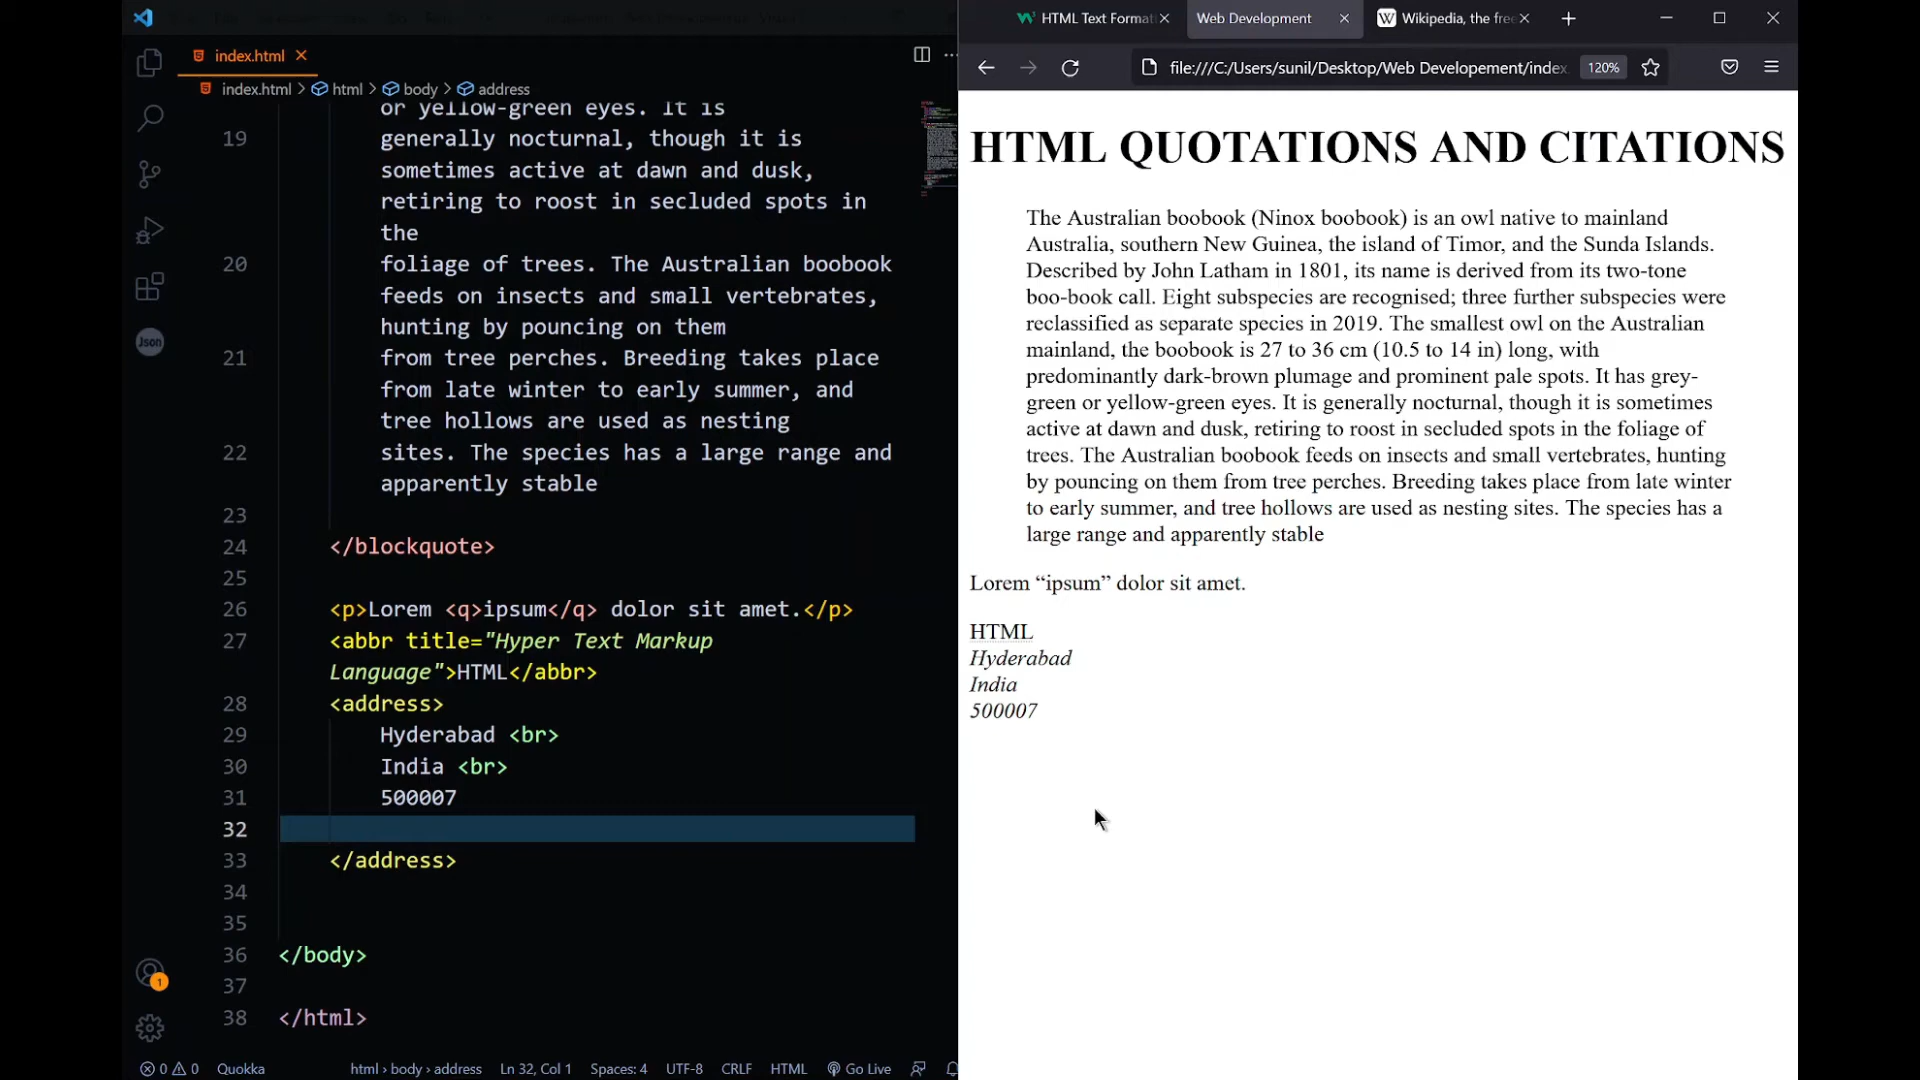 index.html
index.html > html > body > address
or yellow-green eyes. It is
19 generally nocturnal, though it is
sometimes active at dawn and dusk,
retiring to roost in secluded spots in
the
20 foliage of trees. The Australian boobook
feeds on insects and small vertebrates,
hunting by pouncing on them
21 from tree perches. Breeding takes place
from late winter to early summer, and
tree hollows are used as nesting
22 sites. The species has a large range and
apparently stable
23
24 </blockquote>
25
26 <p>Lorem <q>ipsum</q> dolor sit amet.</p>
27 <abbr title="Hyper Text Markup
Language">HTML</abbr>
28 <address>
29 Hyderabad <br>
30 India <br>
31 500007
32
33 </address>
34
35
36 </body>
37
38 </html>
Json
1
0 0 Quokka html › body › address Ln 32, Col 1 Spaces: 4 UTF-8 CRLF HTML Go Live
HTML Text Format Web Development Wikipedia, the free
file:///C:/Users/sunil/Desktop/Web Developement/index. 120%
HTML QUOTATIONS AND CITATIONS
The Australian boobook (Ninox boobook) is an owl native to mainland
Australia, southern New Guinea, the island of Timor, and the Sunda Islands.
Described by John Latham in 1801, its name is derived from its two-tone
boo-book call. Eight subspecies are recognised; three further subspecies were
reclassified as separate species in 2019. The smallest owl on the Australian
mainland, the boobook is 27 to 36 cm (10.5 to 14 in) long, with
predominantly dark-brown plumage and prominent pale spots. It has grey-
green or yellow-green eyes. It is generally nocturnal, though it is sometimes
active at dawn and dusk, retiring to roost in secluded spots in the foliage of
trees. The Australian boobook feeds on insects and small vertebrates, hunting
by pouncing on them from tree perches. Breeding takes place from late winter
to early summer, and tree hollows are used as nesting sites. The species has a
large range and apparently stable
Lorem “ipsum” dolor sit amet.
HTML
Hyderabad
India
500007